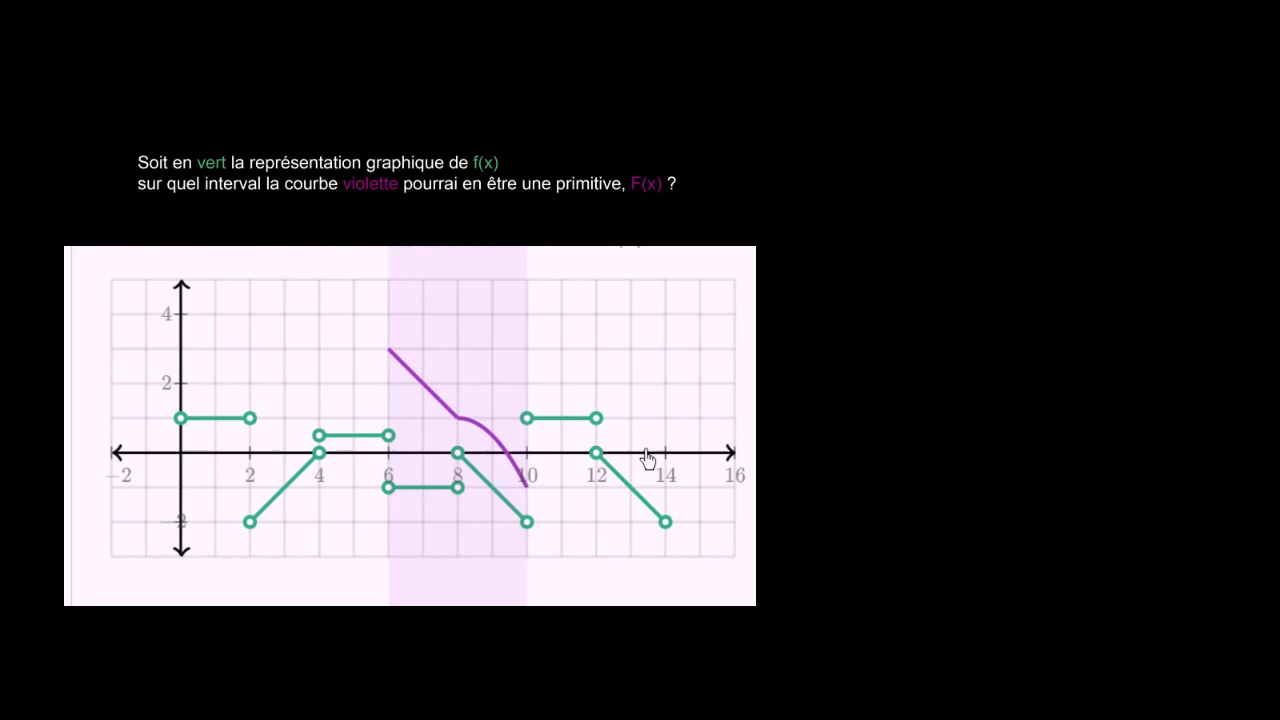 Soit en vert la représentation graphique de f(x)
sur quel interval la courbe violette pourrai en être une primitive, F(x) ?
4
2
-2 2 4 6 8 10 12 14 16
-2